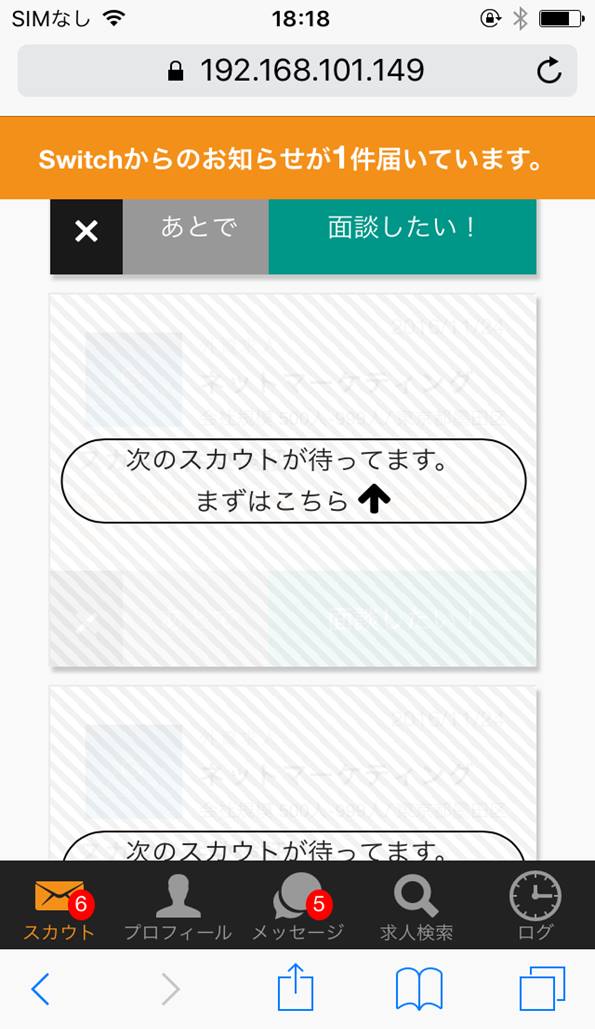 SIMなし 18:18
192.168.101.149
Switchからのお知らせが1件届いています。
× あとで 面談したい！
2016/11/24
ネットマーケティング
次のスカウトが待ってます。
まずはこちら
面談したい！
2016/11/24
ネットマーケティング
次のスカウトが待ってます。
6 5
スカウト プロフィール メッセージ 求人検索 ログ